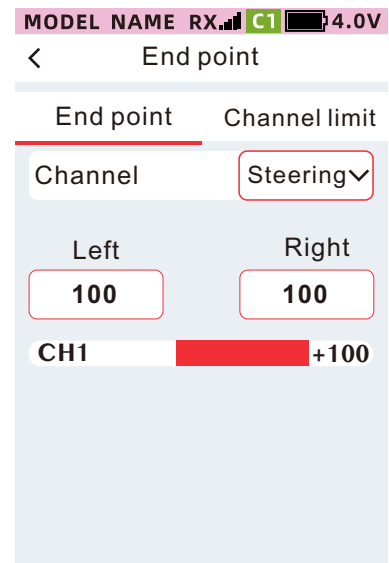 MODEL NAME RX C1 4.0V
End point
End point Channel limit
Channel Steering
Left Right
100 100
CH1 +100